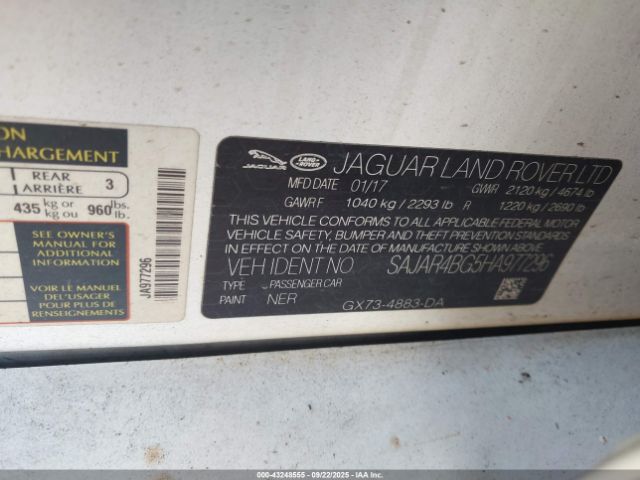 ON
HARGEMENT
REAR
ARRIÈRE 3
435 kg or kg ou 960 lbs. lb.
SEE OWNER'S
MANUAL FOR
ADDITIONAL
INFORMATION
VOIR LE MANUEL
DE L'USAGER
POUR PLUS DE
RENSEIGNEMENTS
JA977296
JAGUAR LAND ROVER JAGUAR LAND ROVER LTD
MFD DATE 01/17 GVWR 2120 kg / 4674 lb
GAWR F 1040 kg / 2293 lb R 1220 kg / 2690 lb
THIS VEHICLE CONFORMS TO ALL APPLICABLE FEDERAL MOTOR
VEHICLE SAFETY, BUMPER AND THEFT PREVENTION STANDARDS
IN EFFECT ON THE DATE OF MANUFACTURE SHOWN ABOVE.
VEH IDENT NO. SAJAR4BG5HA977296
TYPE PASSENGER CAR
PAINT NER GX73-4883-DA
000-43248555 - 09/22/2025 - IAAI.COM